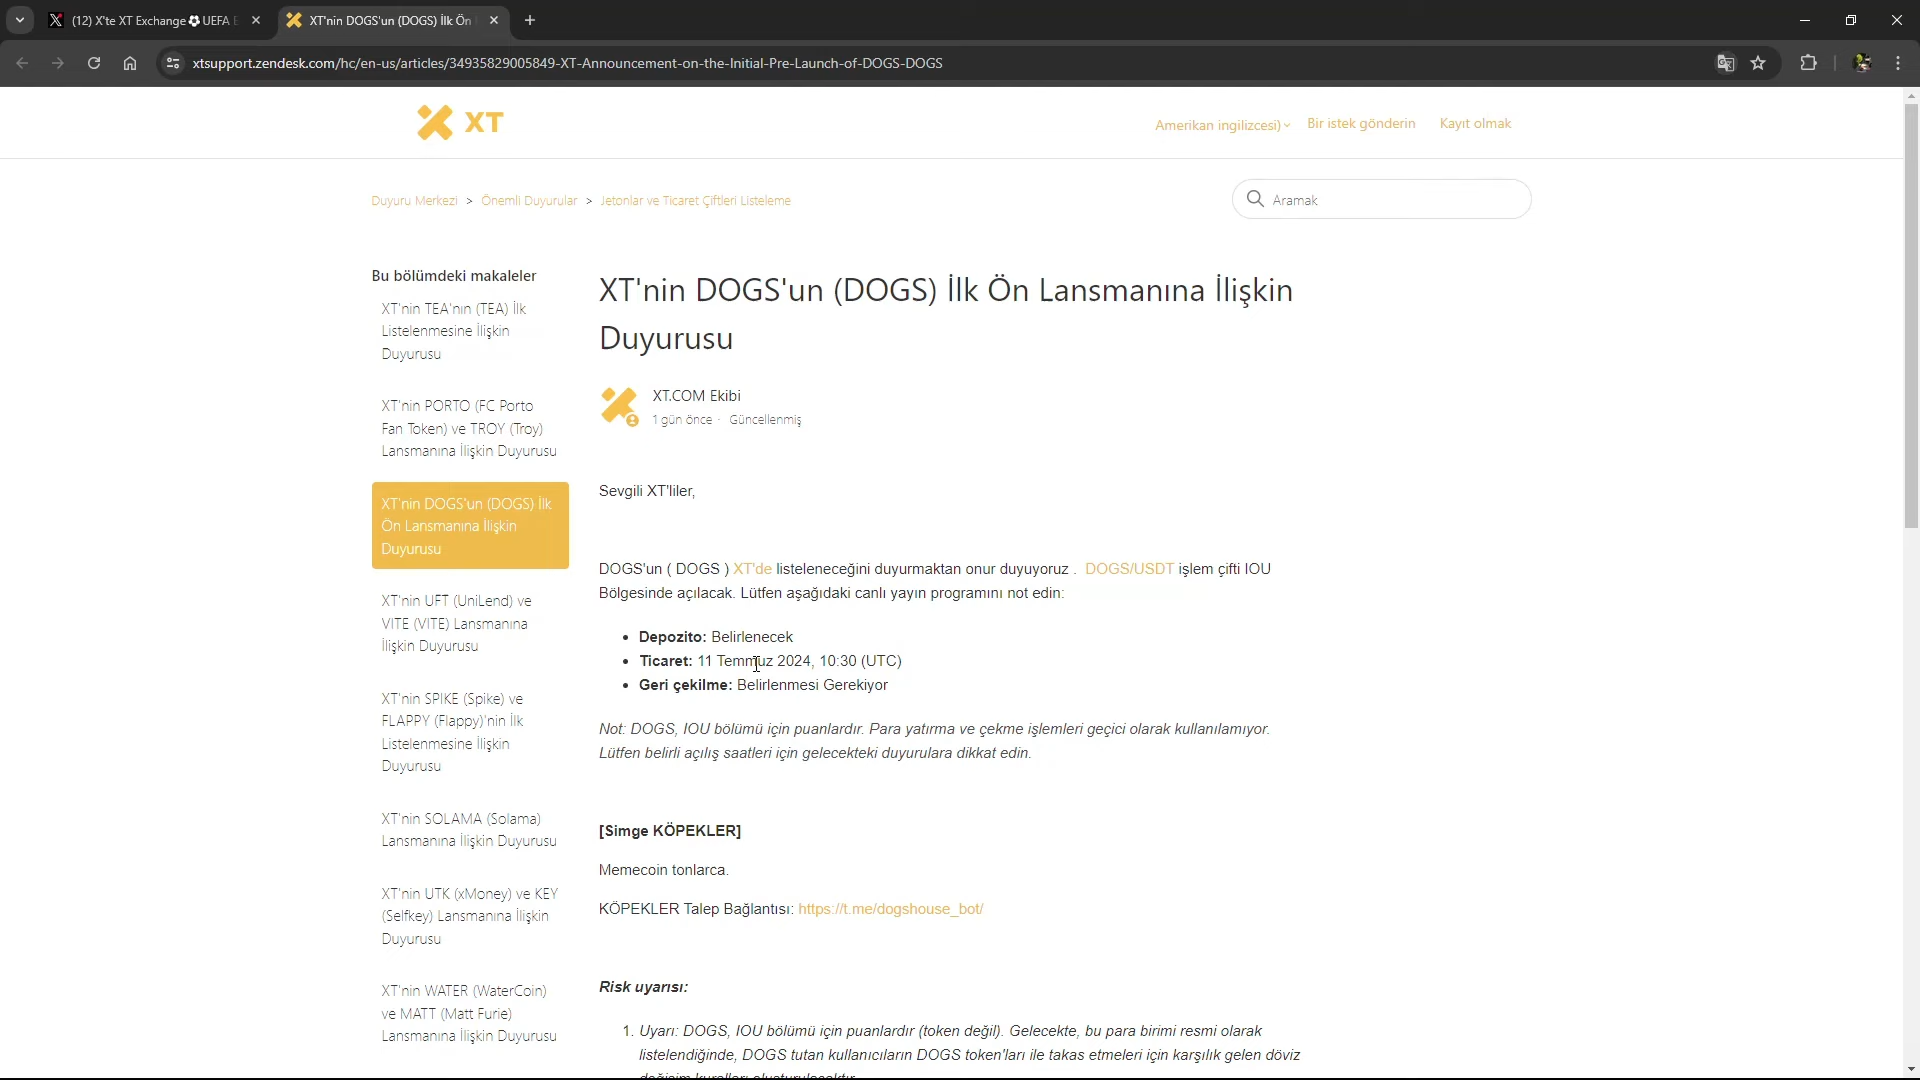 (12) X'te XT Exchange⚽UEFA E
XT'nin DOGS'un (DOGS) İlk Ön
xtsupport.zendesk.com/hc/en-us/articles/34935829005849-XT-Announcement-on-the-Initial-Pre-Launch-of-DOGS-DOGS
XT
Amerikan ingilizcesi)
Bir istek gönderin
Kayıt olmak
Duyuru Merkezi > Önemli Duyurular > Jetonlar ve Ticaret Çiftleri Listeleme
Aramak
Bu bölümdeki makaleler
XT'nin TEA'nın (TEA) İlk
Listelenmesine İlişkin
Duyurusu
XT'nin PORTO (FC Porto
Fan Token) ve TROY (Troy)
Lansmanına İlişkin Duyurusu
XT'nin DOGS'un (DOGS) İlk
Ön Lansmanına İlişkin
Duyurusu
XT'nin UFT (UniLend) ve
VITE (VITE) Lansmanına
İlişkin Duyurusu
XT'nin SPIKE (Spike) ve
FLAPPY (Flappy)'nin İlk
Listelenmesine İlişkin
Duyurusu
XT'nin SOLAMA (Solama)
Lansmanına İlişkin Duyurusu
XT'nin UTK (xMoney) ve KEY
(Selfkey) Lansmanına İlişkin
Duyurusu
XT'nin WATER (WaterCoin)
ve MATT (Matt Furie)
Lansmanına İlişkin Duyurusu
XT'nin DOGS'un (DOGS) İlk Ön Lansmanına İlişkin
Duyurusu
XT.COM Ekibi
1 gün önce · Güncellenmiş
Sevgili XT'liler,
DOGS'un ( DOGS ) XT'de listeleneceğini duyurmaktan onur duyuyoruz . DOGS/USDT işlem çifti IOU
Bölgesinde açılacak. Lütfen aşağıdaki canlı yayın programını not edin:
• Depozito: Belirlenecek
• Ticaret: 11 Temmuz 2024, 10:30 (UTC)
• Geri çekilme: Belirlenmesi Gerekiyor
Not: DOGS, IOU bölümü için puanlardır. Para yatırma ve çekme işlemleri geçici olarak kullanılamıyor.
Lütfen belirli açılış saatleri için gelecekteki duyurulara dikkat edin.
[Simge KÖPEKLER]
Memecoin tonlarca.
KÖPEKLER Talep Bağlantısı: https://t.me/dogshouse_bot/
Risk uyarısı:
1. Uyarı: DOGS, IOU bölümü için puanlardır (token değil). Gelecekte, bu para birimi resmi olarak
listelendiğinde, DOGS tutan kullanıcıların DOGS token'ları ile takas etmeleri için karşılık gelen döviz
değişim kuralları oluşturulacaktır.